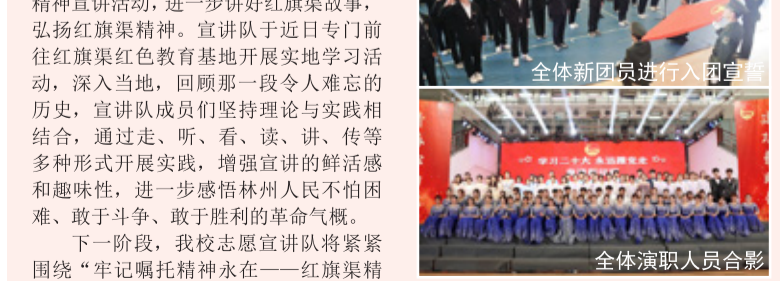 精神宣讲活动，进一步讲好红旗渠故事，
弘扬红旗渠精神。宣讲队于近日专门前
往红旗渠红色教育基地开展实地学习活
动，深入当地，回顾那一段令人难忘的
历史，宣讲队成员们坚持理论与实践相
结合，通过走、听、看、读、讲、传等
多种形式开展实践，增强宣讲的鲜活感
和趣味性，进一步感悟林州人民不怕困
难、敢于斗争、敢于胜利的革命气概。
下一阶段，我校志愿宣讲队将紧紧
围绕“牢记嘱托精神永在——红旗渠精
全体新团员进行入团宣誓
学习二十大 永远跟党走
全体演职人员合影